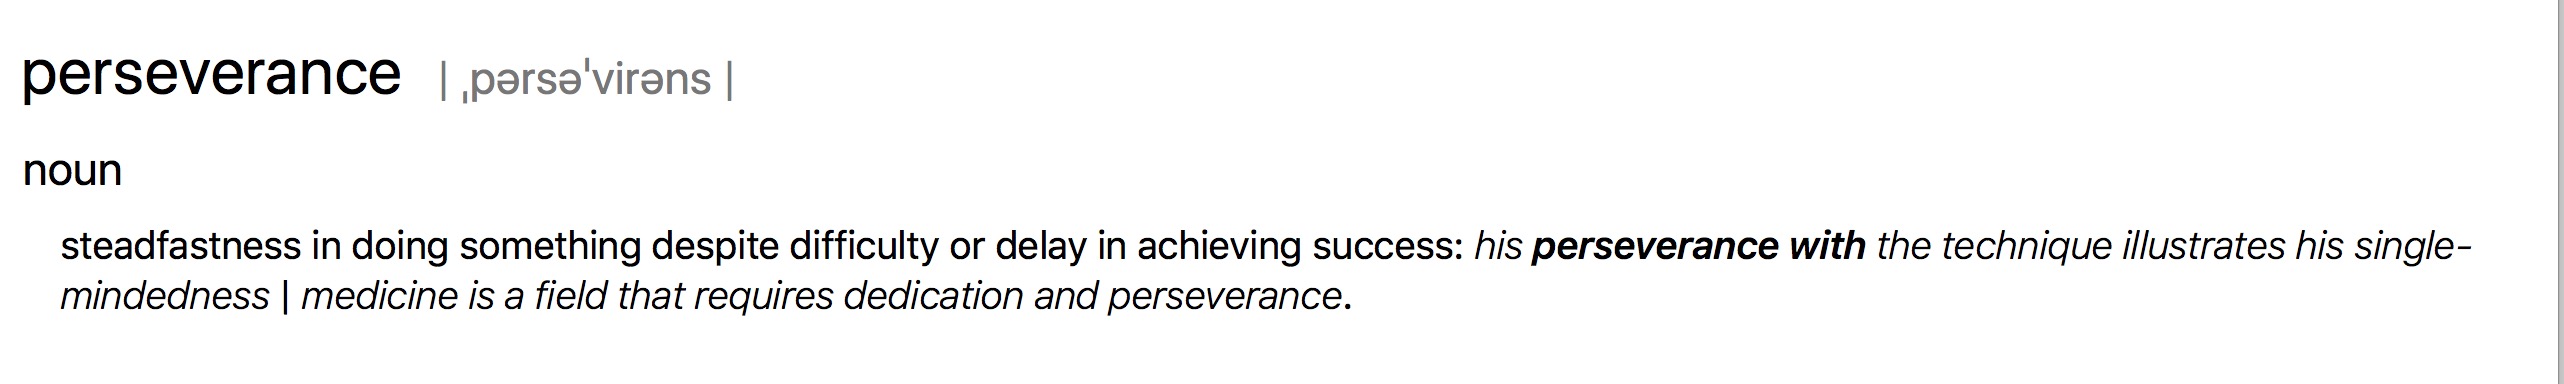 perseverance | ˌpərsəˈvirəns |
noun
steadfastness in doing something despite difficulty or delay in achieving success: his perseverance with the technique illustrates his single-
mindedness | medicine is a field that requires dedication and perseverance.